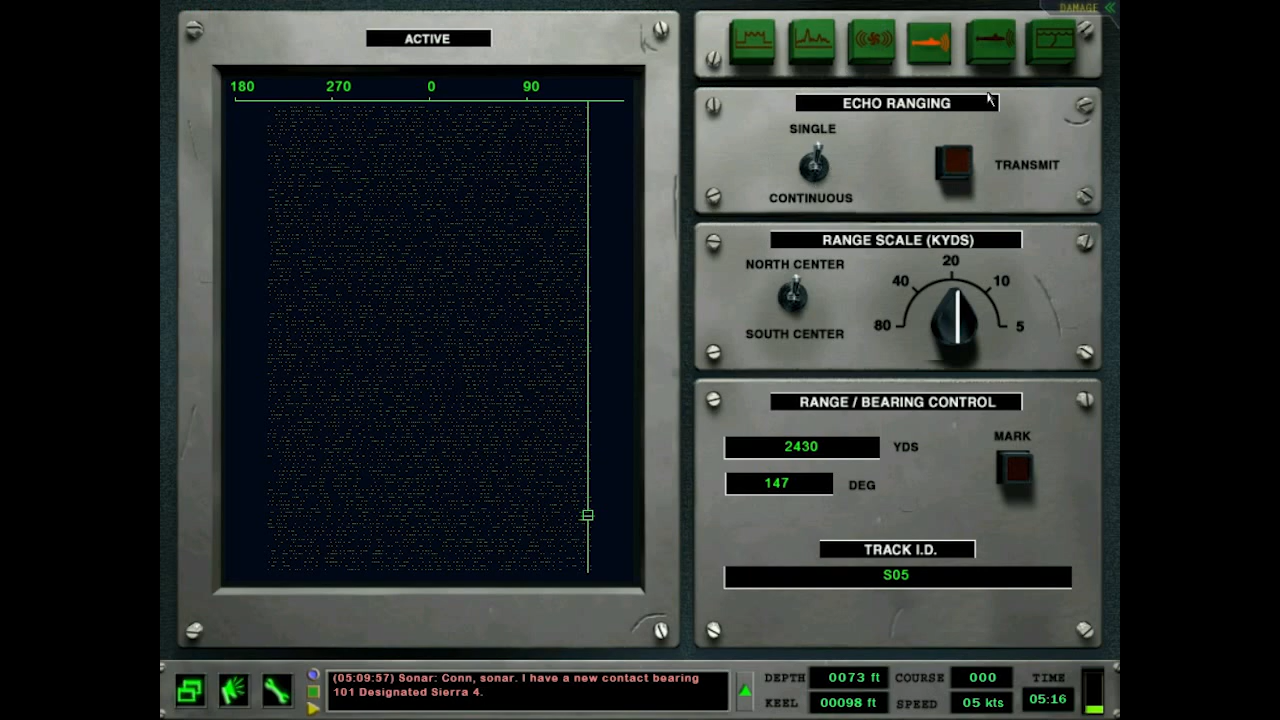 DAMAGE
ACTIVE
180 270 0 90
ECHO RANGING
SINGLE
TRANSMIT
CONTINUOUS
RANGE SCALE (KYDS)
NORTH CENTER
SOUTH CENTER
80 40 20 10 5
RANGE / BEARING CONTROL
2430 YDS
MARK
147 DEG
TRACK I.D.
S05
(05:09:57) Sonar: Conn, sonar. I have a new contact bearing
101 Designated Sierra 4.
DEPTH 0073 ft COURSE 000 TIME
KEEL 00098 ft SPEED 05 kts 05:16